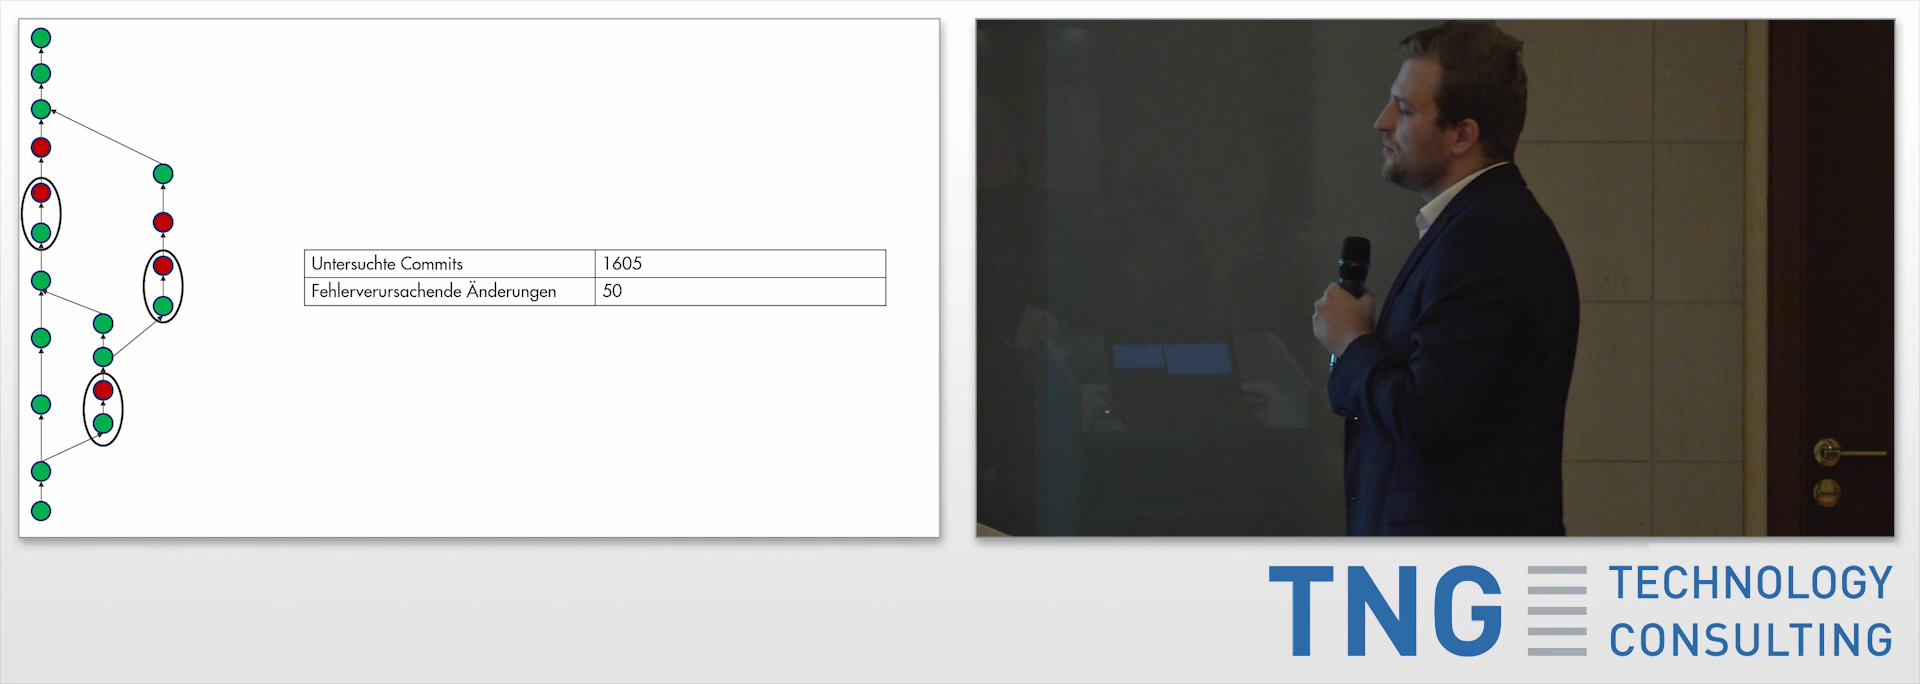 Untersuchte Commits 1605
Fehlerverursachende Änderungen 50
TNG TECHNOLOGY
CONSULTING